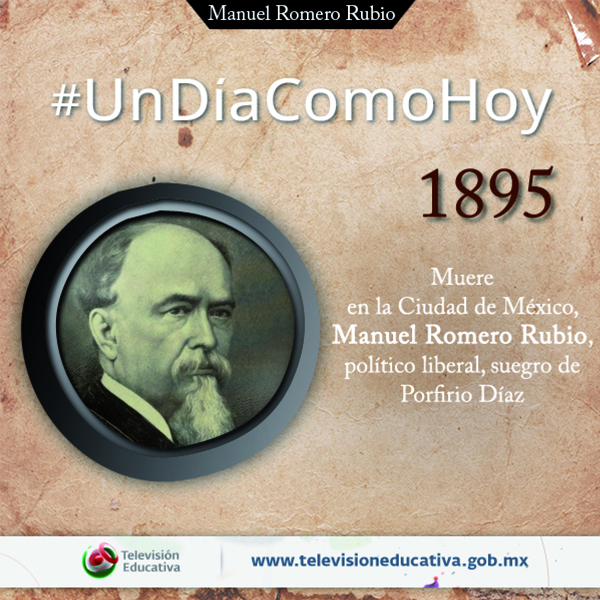 Manuel Romero Rubio
#UnDíaComoHoy
1895
Muere
en la Ciudad de México,
Manuel Romero Rubio,
político liberal, suegro de
Porfirio Díaz
Televisión
Educativa
www.televisioneducativa.gob.mx